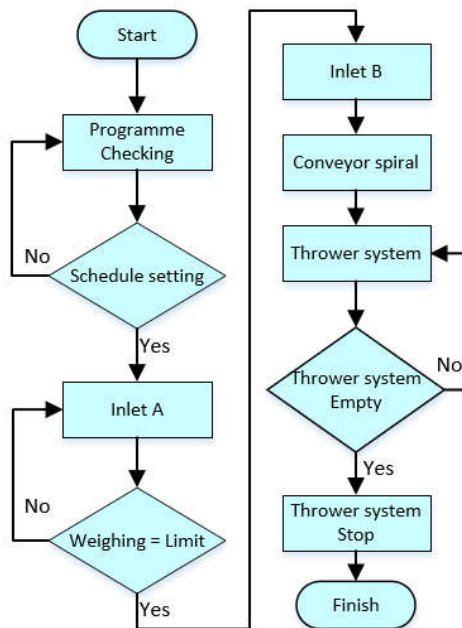 Start
Programme
Checking
No
Schedule setting
Yes
Inlet A
No
Weighing = Limit
Yes
Inlet B
Conveyor spiral
Thrower system
No
Thrower system
Empty
Yes
Thrower system
Stop
Finish